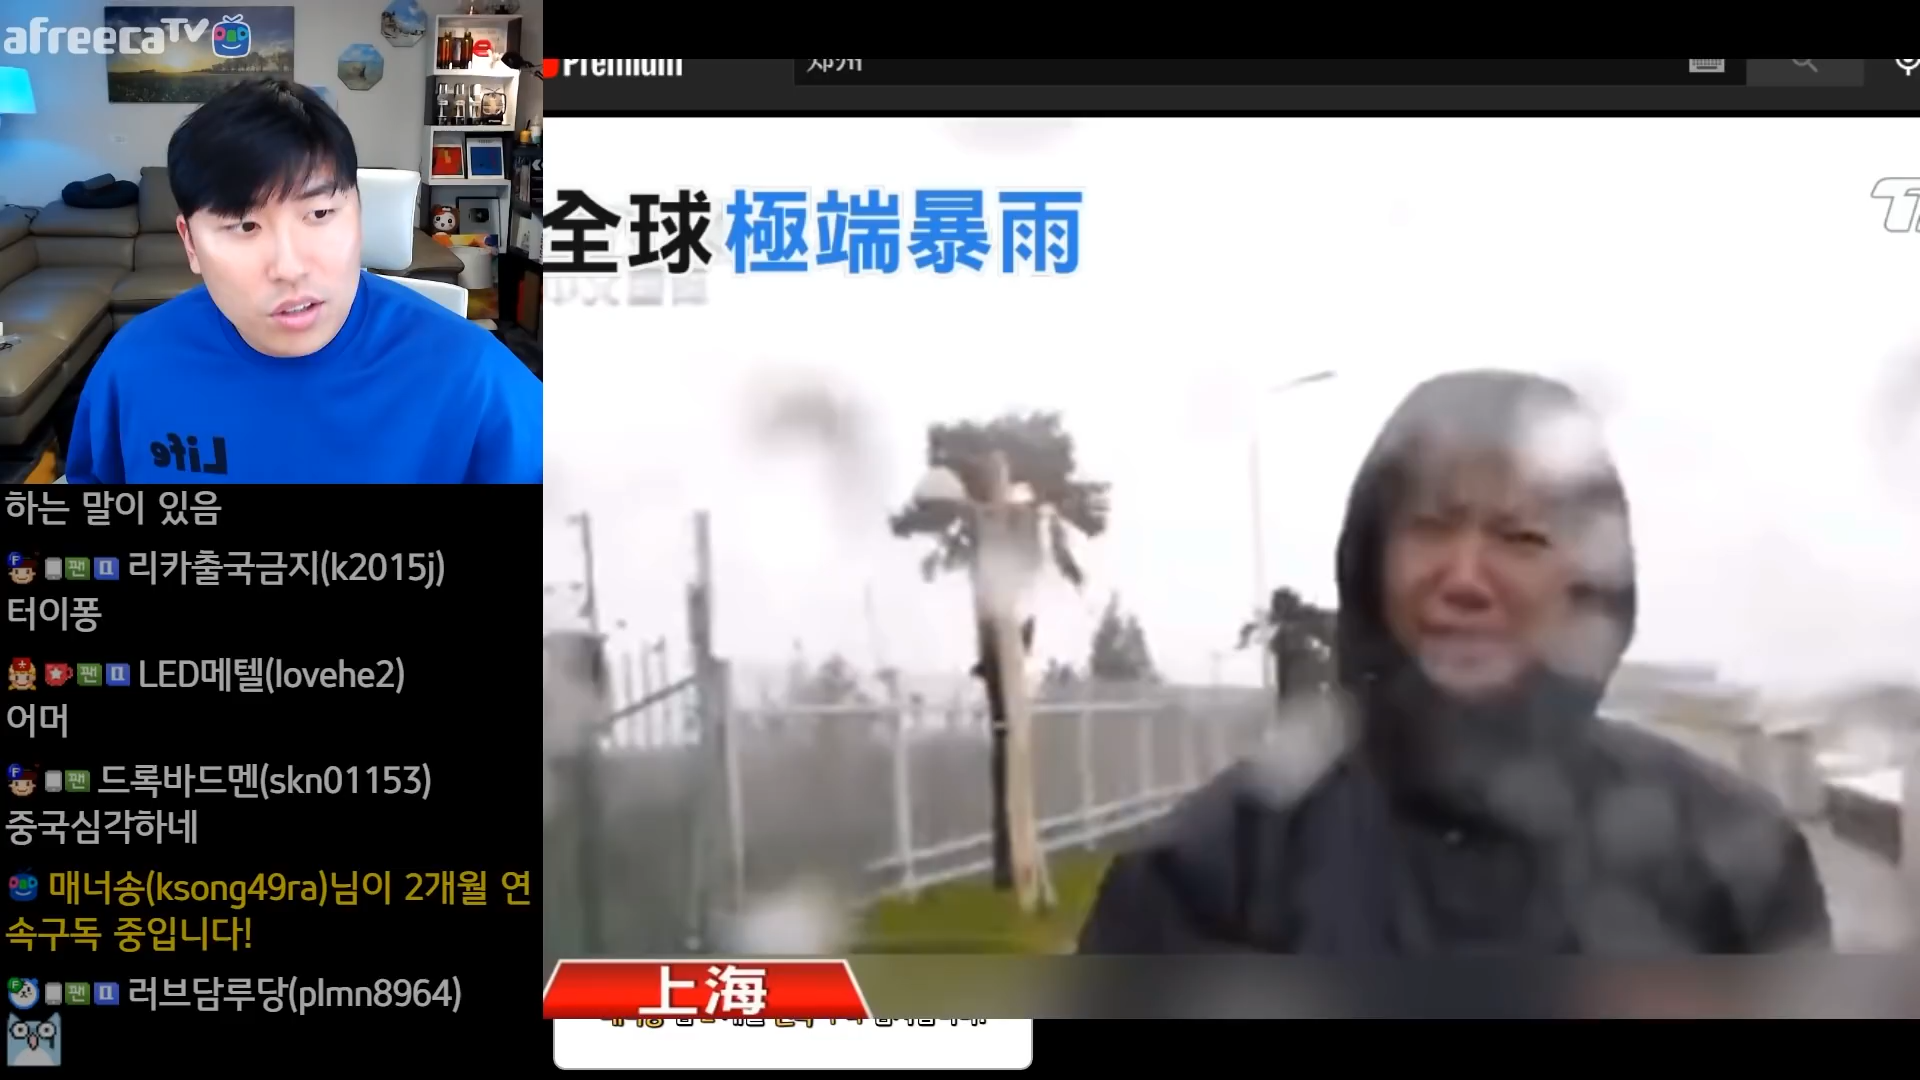 afreecaTV
Life
하는 말이 있음
리카출국금지(k2015j)
터이퐁
LED메텔(lovehe2)
어머
드록바드멘(skn01153)
중국심각하네
매너송(ksong49ra)님이 2개월 연
속구독 중입니다!
러브담루당(plmn8964)
Premium
郑州
全球極端暴雨
上海